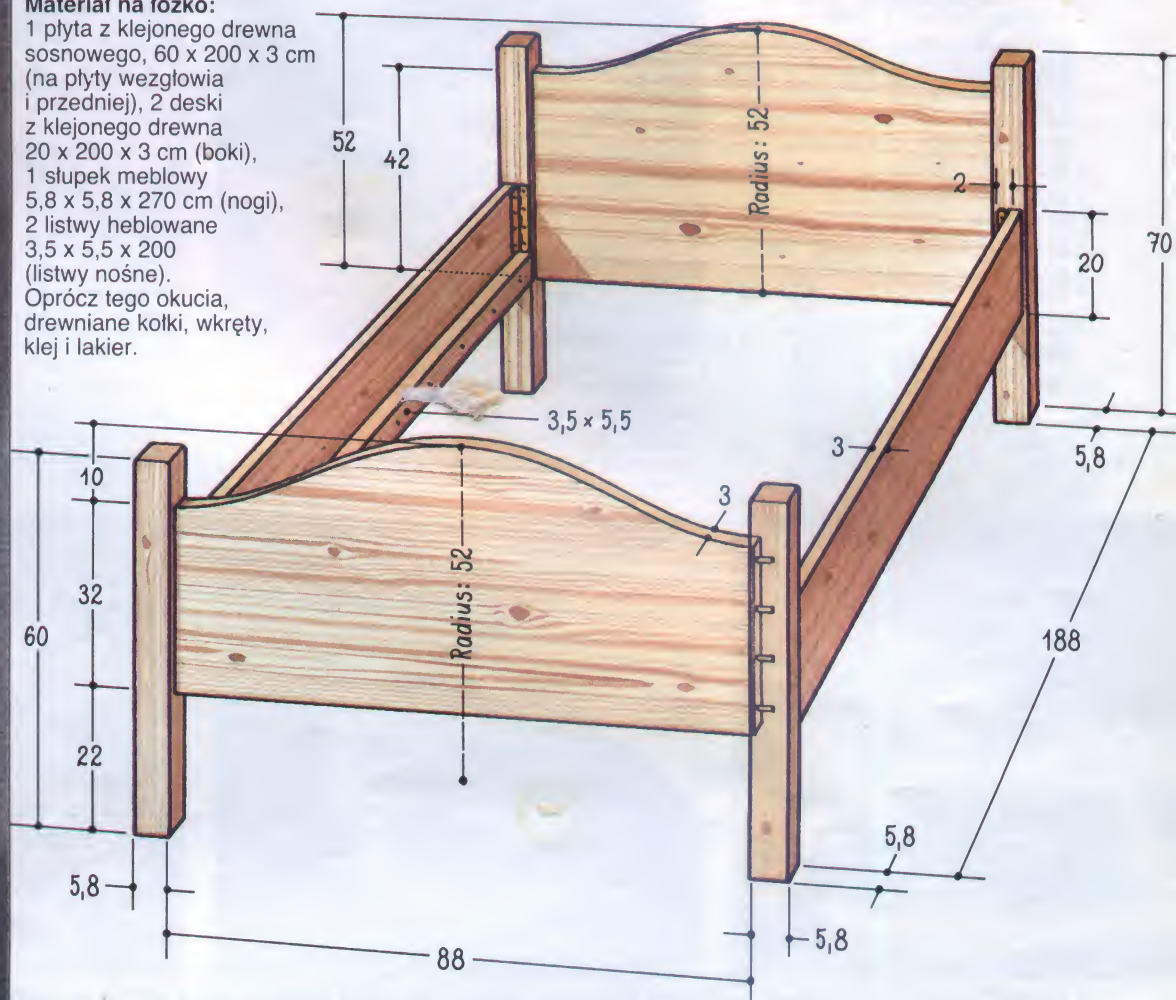 Materiał na łóżko:
1 płyta z klejonego drewna
sosnowego, 60 x 200 x 3 cm
(na płyty wezgłowia
i przedniej), 2 deski
z klejonego drewna
20 x 200 x 3 cm (boki),
1 słupek meblowy
5,8 x 5,8 x 270 cm (nogi),
2 listwy heblowane
3,5 x 5,5 x 200
(listwy nośne).
Oprócz tego okucia,
drewniane kołki, wkręty,
klej i lakier.
52
42
Radius: 52
2
20
70
5,8
3,5 × 5,5
3
3
10
32
60
22
Radius: 52
188
5,8
5,8
5,8
88